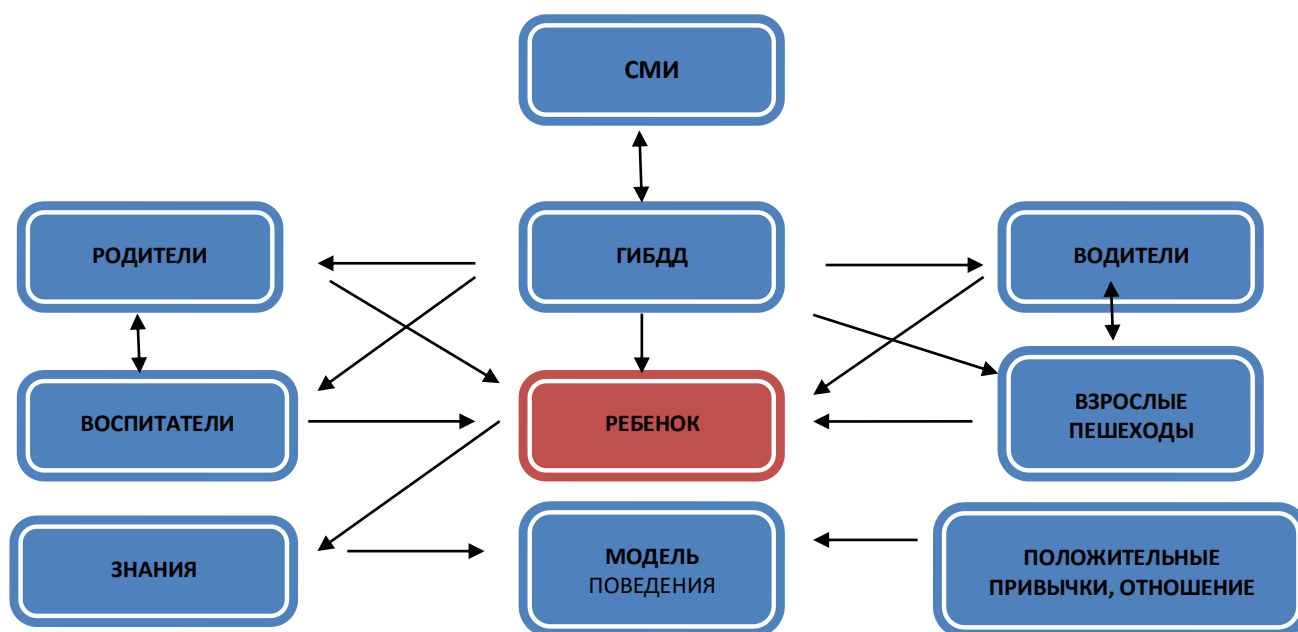 СМИ
РОДИТЕЛИ
ГИБДД
ВОДИТЕЛИ
ВОСПИТАТЕЛИ
РЕБЕНОК
ВЗРОСЛЫЕ
ПЕШЕХОДЫ
ЗНАНИЯ
МОДЕЛЬ
ПОВЕДЕНИЯ
ПОЛОЖИТЕЛЬНЫЕ
ПРИВЫЧКИ, ОТНОШЕНИЕ